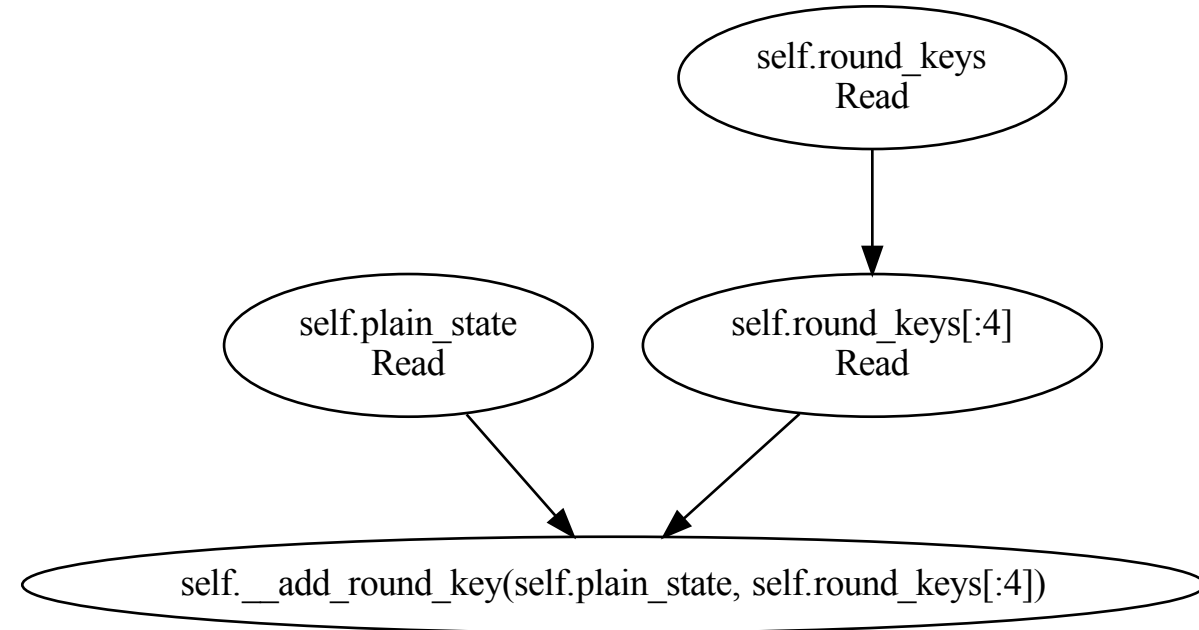 self.round_keys
Read
self.plain_state
Read
self.round_keys[:4]
Read
self.__add_round_key(self.plain_state, self.round_keys[:4])